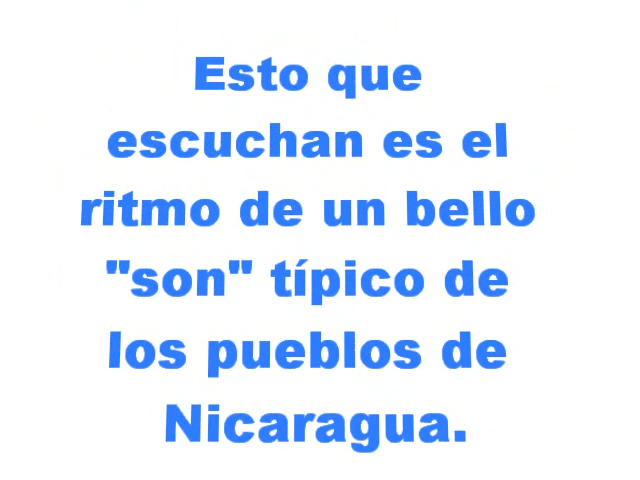 Esto que
escuchan es el
ritmo de un bello
"son" típico de
los pueblos de
Nicaragua.